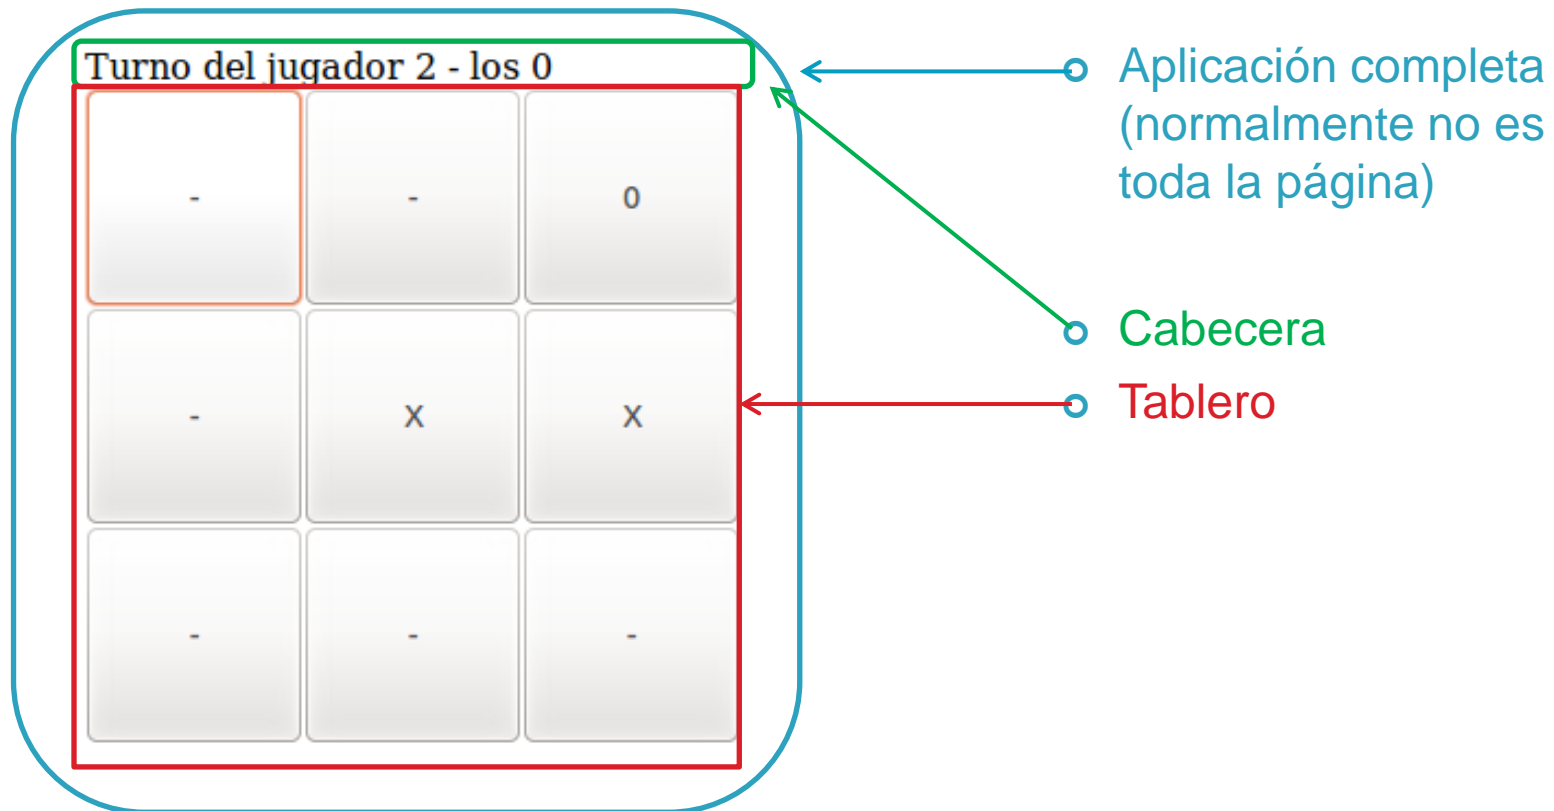 Turno del jugador 2 - los 0
- - 0
- X X
- - -
Aplicación completa
(normalmente no es
toda la página)
Cabecera
Tablero